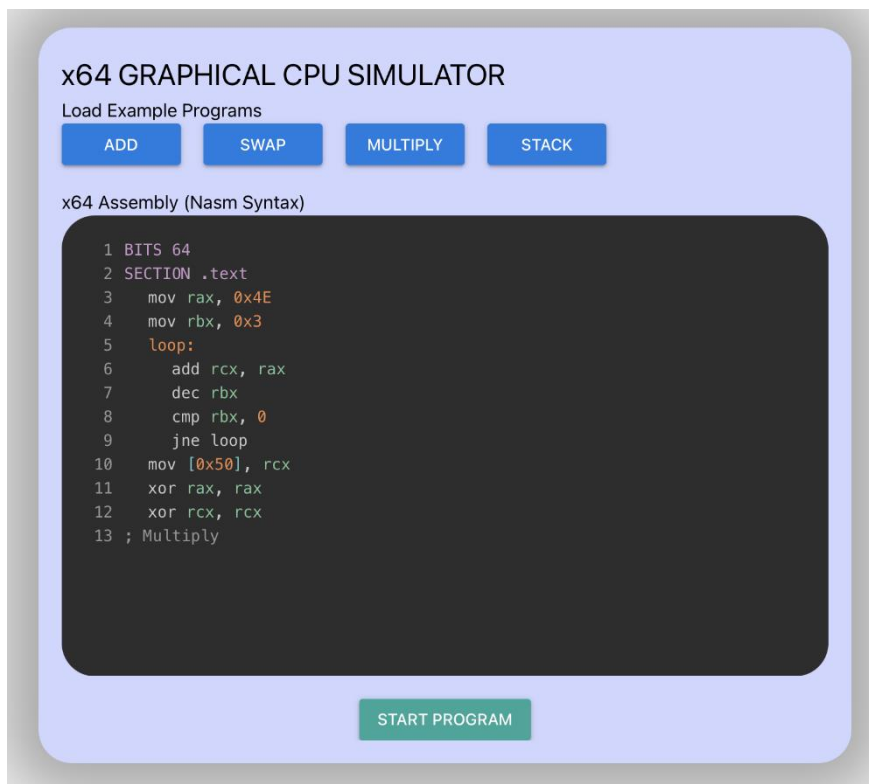 x64 GRAPHICAL CPU SIMULATOR
Load Example Programs
ADD SWAP MULTIPLY STACK
x64 Assembly (Nasm Syntax)
1 BITS 64
2 SECTION .text
3 mov rax, 0x4E
4 mov rbx, 0x3
5 loop:
6 add rcx, rax
7 dec rbx
8 cmp rbx, 0
9 jne loop
10 mov [0x50], rcx
11 xor rax, rax
12 xor rcx, rcx
13 ; Multiply
START PROGRAM